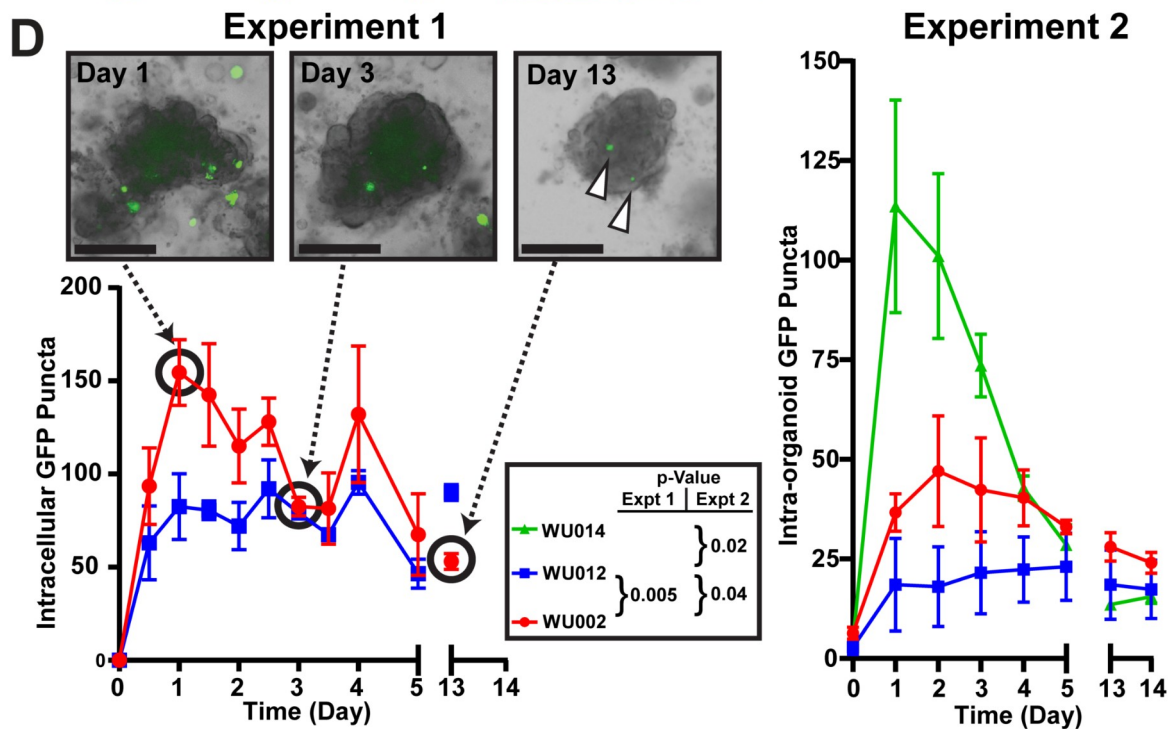 D
Experiment 1
Day 1
Day 3
Day 13
Intracellular GFP Puncta
200
150
100
50
0
0 1 2 3 4 5 13 14
Time (Day)
p-Value
Expt 1 Expt 2
WU014
} 0.02
WU012
} 0.005 } 0.04
WU002
Experiment 2
Intra-organoid GFP Puncta
150
125
100
75
50
25
0
0 1 2 3 4 5 13 14
Time (Day)